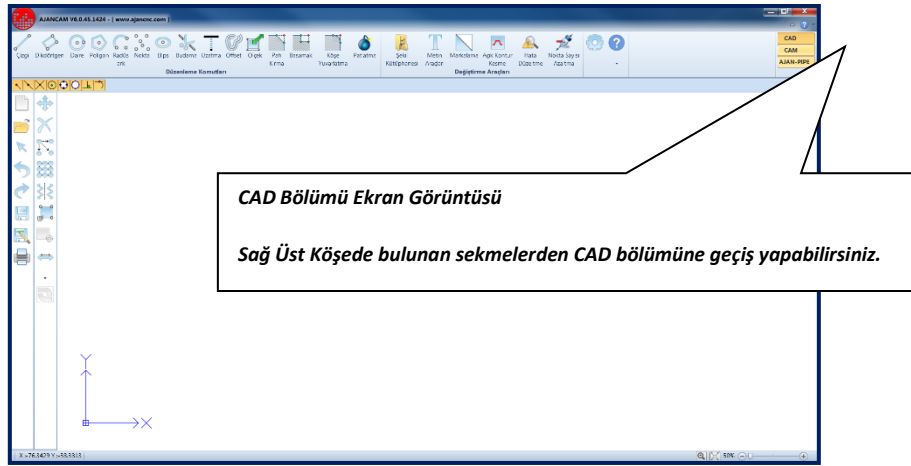 AJANCAM V8.0.45.1424 - ( www.ajancnc.com )
CAD
CAM
AJAN-PIPE
Çizgi Dikdörtgen Daire Poligon Radüs Nokta Elips Budama Uzatma Offset Ölçek Pah Basamak Köşe Patlatma Şekil Metin Markalama Açık Kontur Hata Nokta Sayısı
Kırma Yuvarlatma Kütüphanesi Araçları Kesme Düzeltme Azaltma
Düzenleme Komutları Değiştirme Araçları
CAD Bölümü Ekran Görüntüsü
Sağ Üst Köşede bulunan sekmelerden CAD bölümüne geçiş yapabilirsiniz.
Y
X
50%